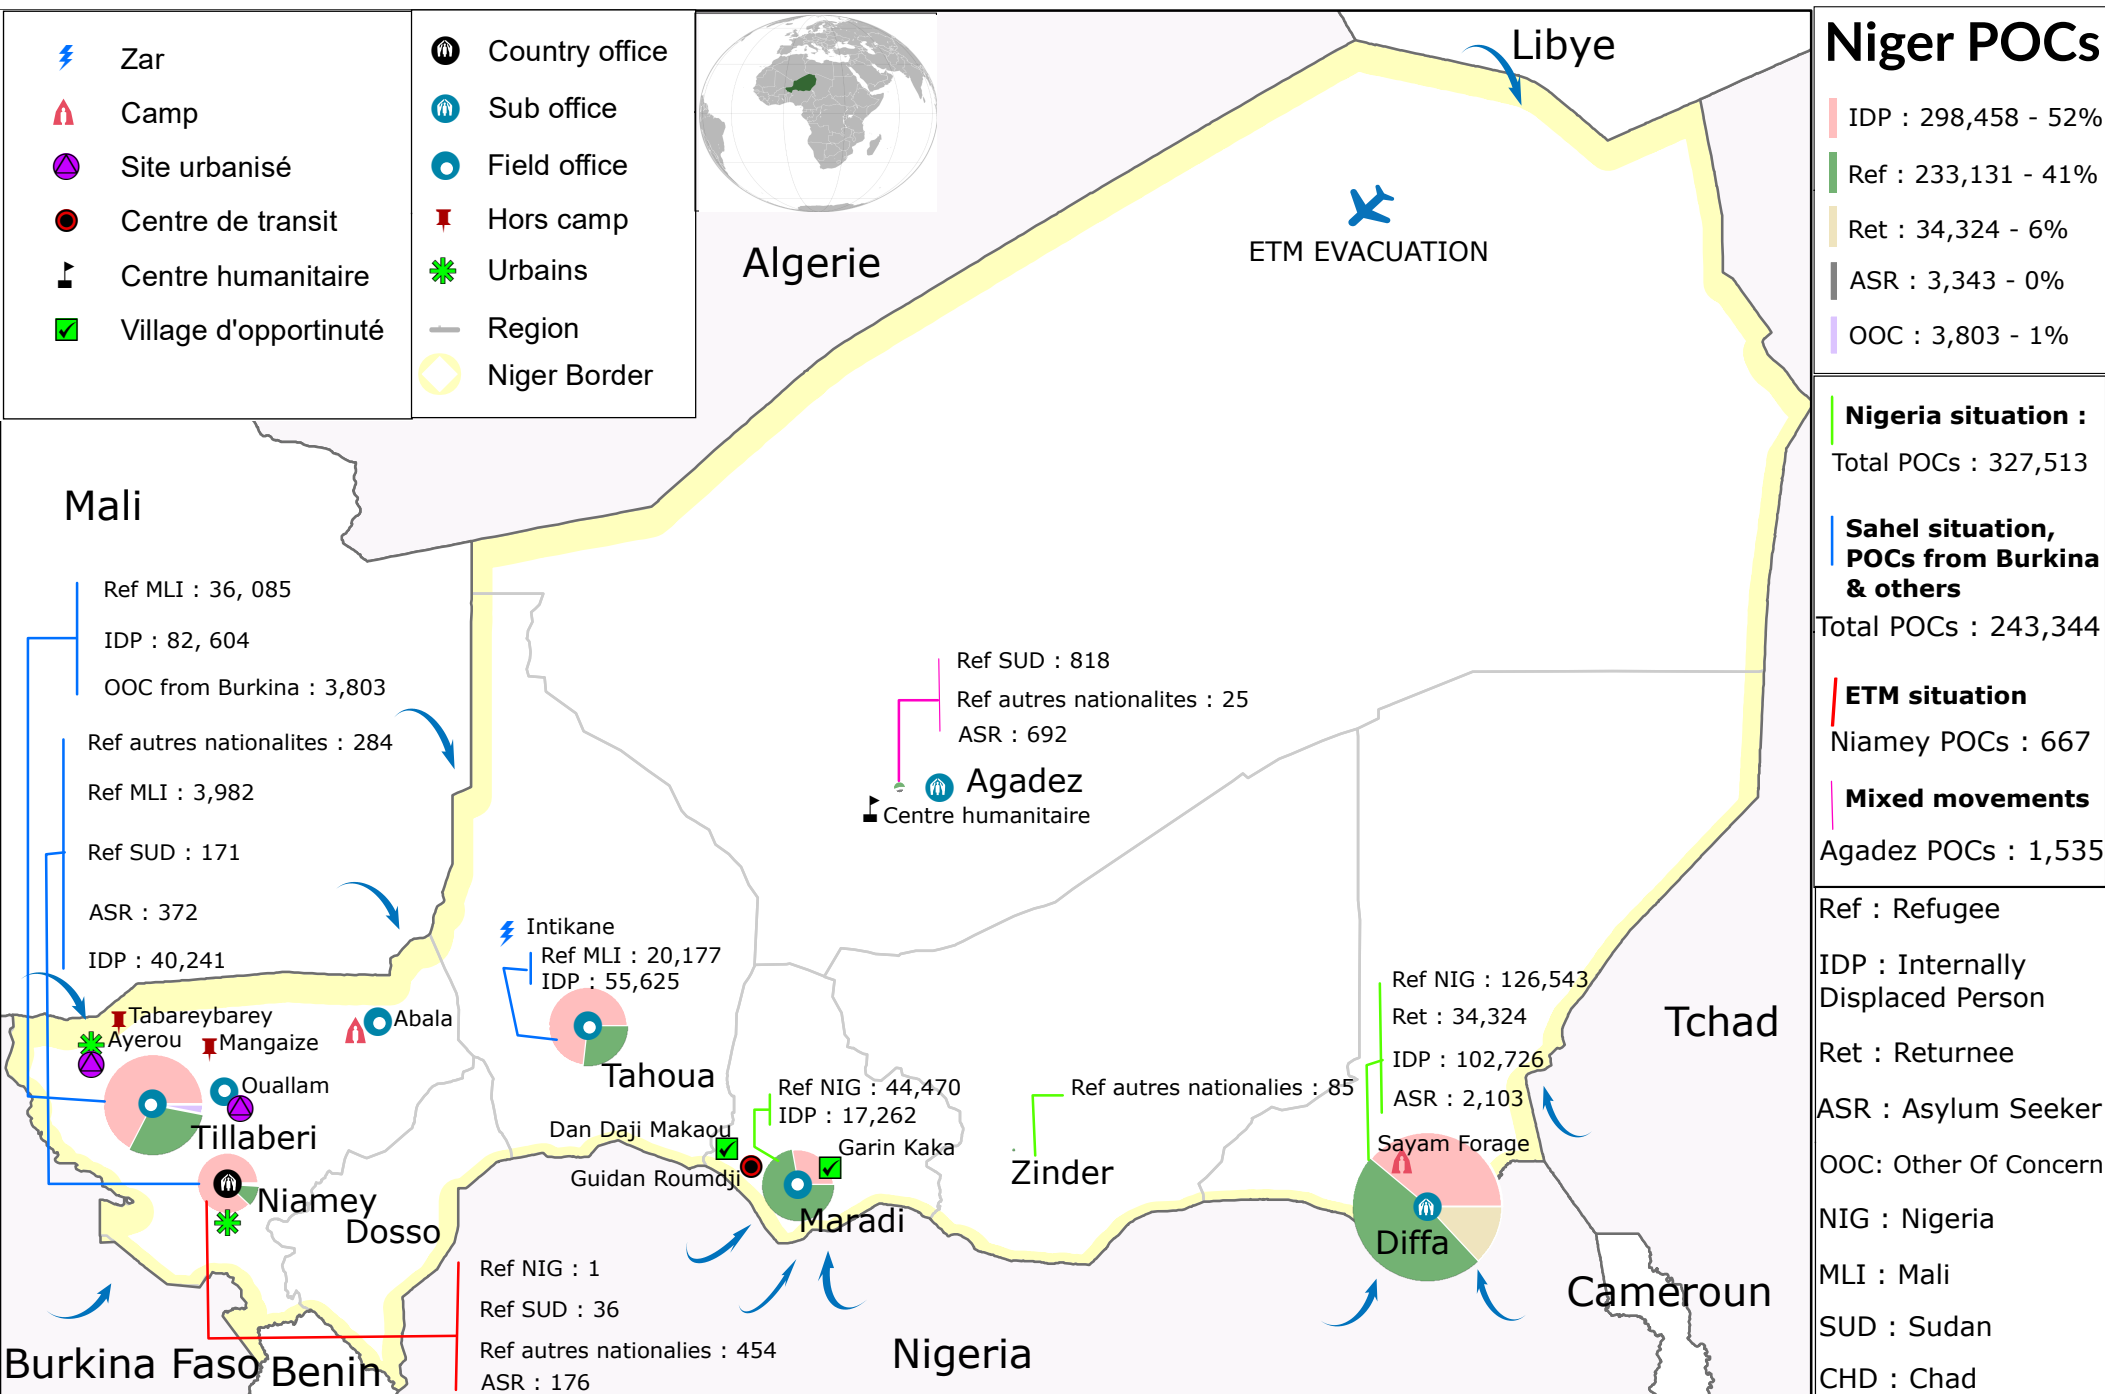 Zar
Camp
Site urbanisé
Centre de transit
Centre humanitaire
Village d'opportinuté
Country office
Sub office
Field office
Hors camp
Urbains
Region
Niger Border
Libye
Algerie
ETM EVACUATION
Mali
Ref MLI : 36, 085
IDP : 82, 604
OOC from Burkina : 3,803
Ref autres nationalites : 284
Ref MLI : 3,982
Ref SUD : 171
ASR : 372
IDP : 40,241
Ref SUD : 818
Ref autres nationalites : 25
ASR : 692
Agadez
Centre humanitaire
Intikane
Ref MLI : 20,177
IDP : 55,625
Tahoua
Tabareybarey
Ayerou
Mangaize
Abala
Ouallam
Tillaberi
Niamey
Dosso
Ref NIG : 44,470
IDP : 17,262
Dan Daji Makaou
Garin Kaka
Guidan Roumdji
Maradi
Ref autres nationalies : 85
Zinder
Ref NIG : 126,543
Ret : 34,324
IDP : 102,726
ASR : 2,103
Sayam Forage
Diffa
Tchad
Cameroun
Nigeria
Ref NIG : 1
Ref SUD : 36
Ref autres nationalies : 454
ASR : 176
Burkina Faso
Benin
Niger POCs
IDP : 298,458 - 52%
Ref : 233,131 - 41%
Ret : 34,324 - 6%
ASR : 3,343 - 0%
OOC : 3,803 - 1%
Nigeria situation :
Total POCs : 327,513
Sahel situation,
POCs from Burkina
& others
Total POCs : 243,344
ETM situation
Niamey POCs : 667
Mixed movements
Agadez POCs : 1,535
Ref : Refugee
IDP : Internally
Displaced Person
Ret : Returnee
ASR : Asylum Seeker
OOC: Other Of Concern
NIG : Nigeria
MLI : Mali
SUD : Sudan
CHD : Chad